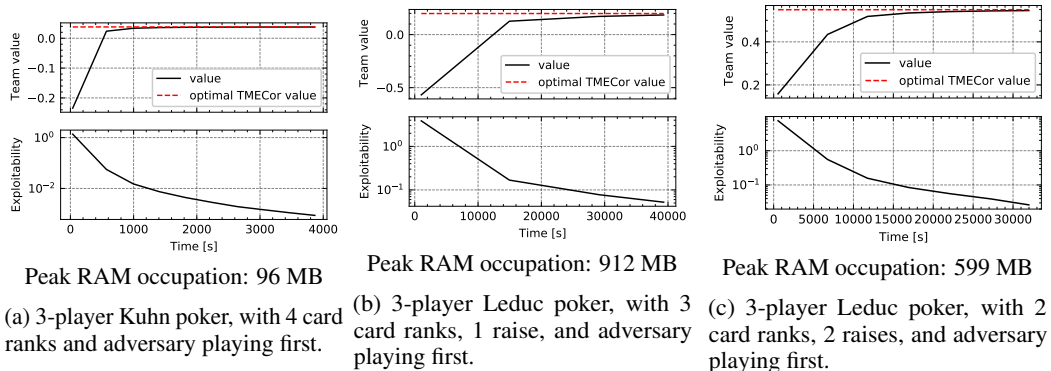 Team value
0.0
−0.1
−0.2
value
optimal TMECor value
Exploitability
10⁰
10⁻²
0
1000
2000
3000
4000
Time [s]
Peak RAM occupation: 96 MB
(a) 3-player Kuhn poker, with 4 card
ranks and adversary playing first.
Team value
0.0
−0.5
value
optimal TMECor value
Exploitability
10⁰
10⁻¹
0
10000
20000
30000
40000
Time [s]
Peak RAM occupation: 912 MB
(b) 3-player Leduc poker, with 3
card ranks, 1 raise, and adversary
playing first.
Team value
0.4
0.2
value
optimal TMECor value
Exploitability
10⁰
10⁻¹
0
5000
10000
15000
20000
25000
30000
Time [s]
Peak RAM occupation: 599 MB
(c) 3-player Leduc poker, with 2
card ranks, 2 raises, and adversary
playing first.